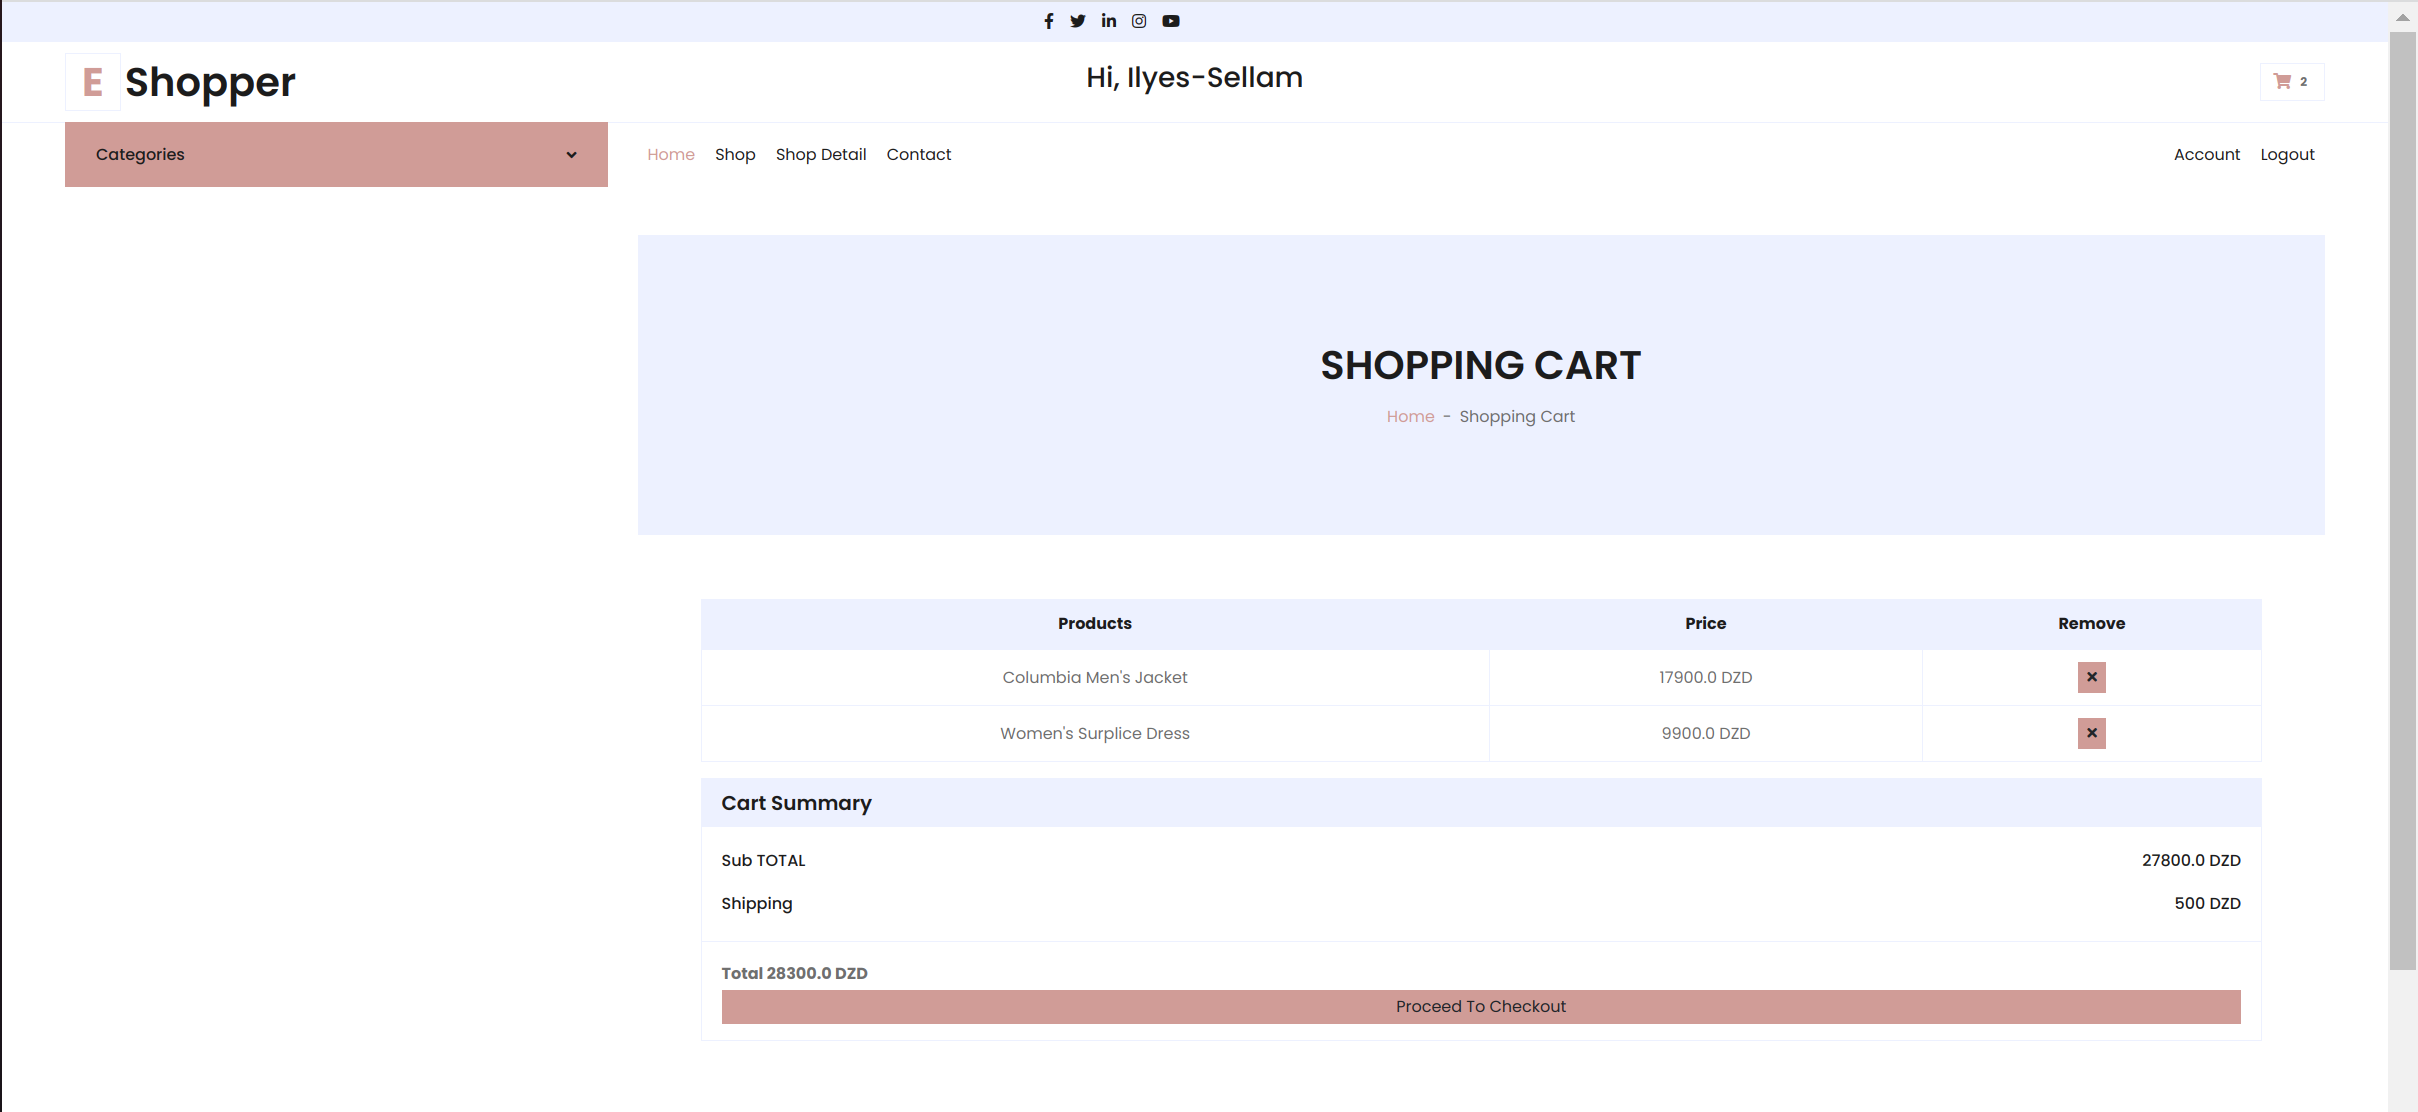 E Shopper
Hi, Ilyes-Sellam
2
Categories
Home Shop Shop Detail Contact
Account Logout
SHOPPING CART
Home - Shopping Cart
Products Price Remove
Columbia Men's Jacket 17900.0 DZD
Women's Surplice Dress 9900.0 DZD
Cart Summary
Sub TOTAL 27800.0 DZD
Shipping 500 DZD
Total 28300.0 DZD
Proceed To Checkout